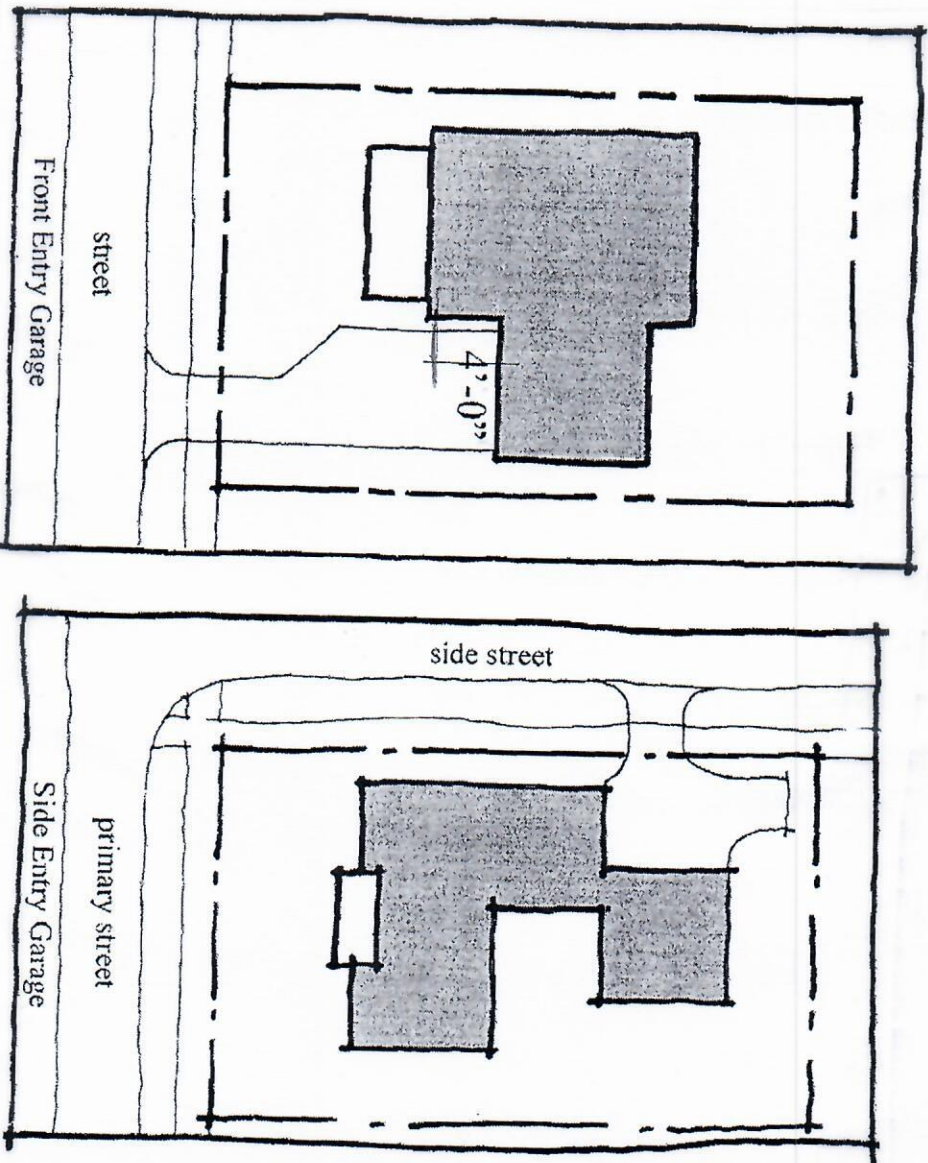 street
Front Entry Garage
4’-0”
side street
primary street
Side Entry Garage